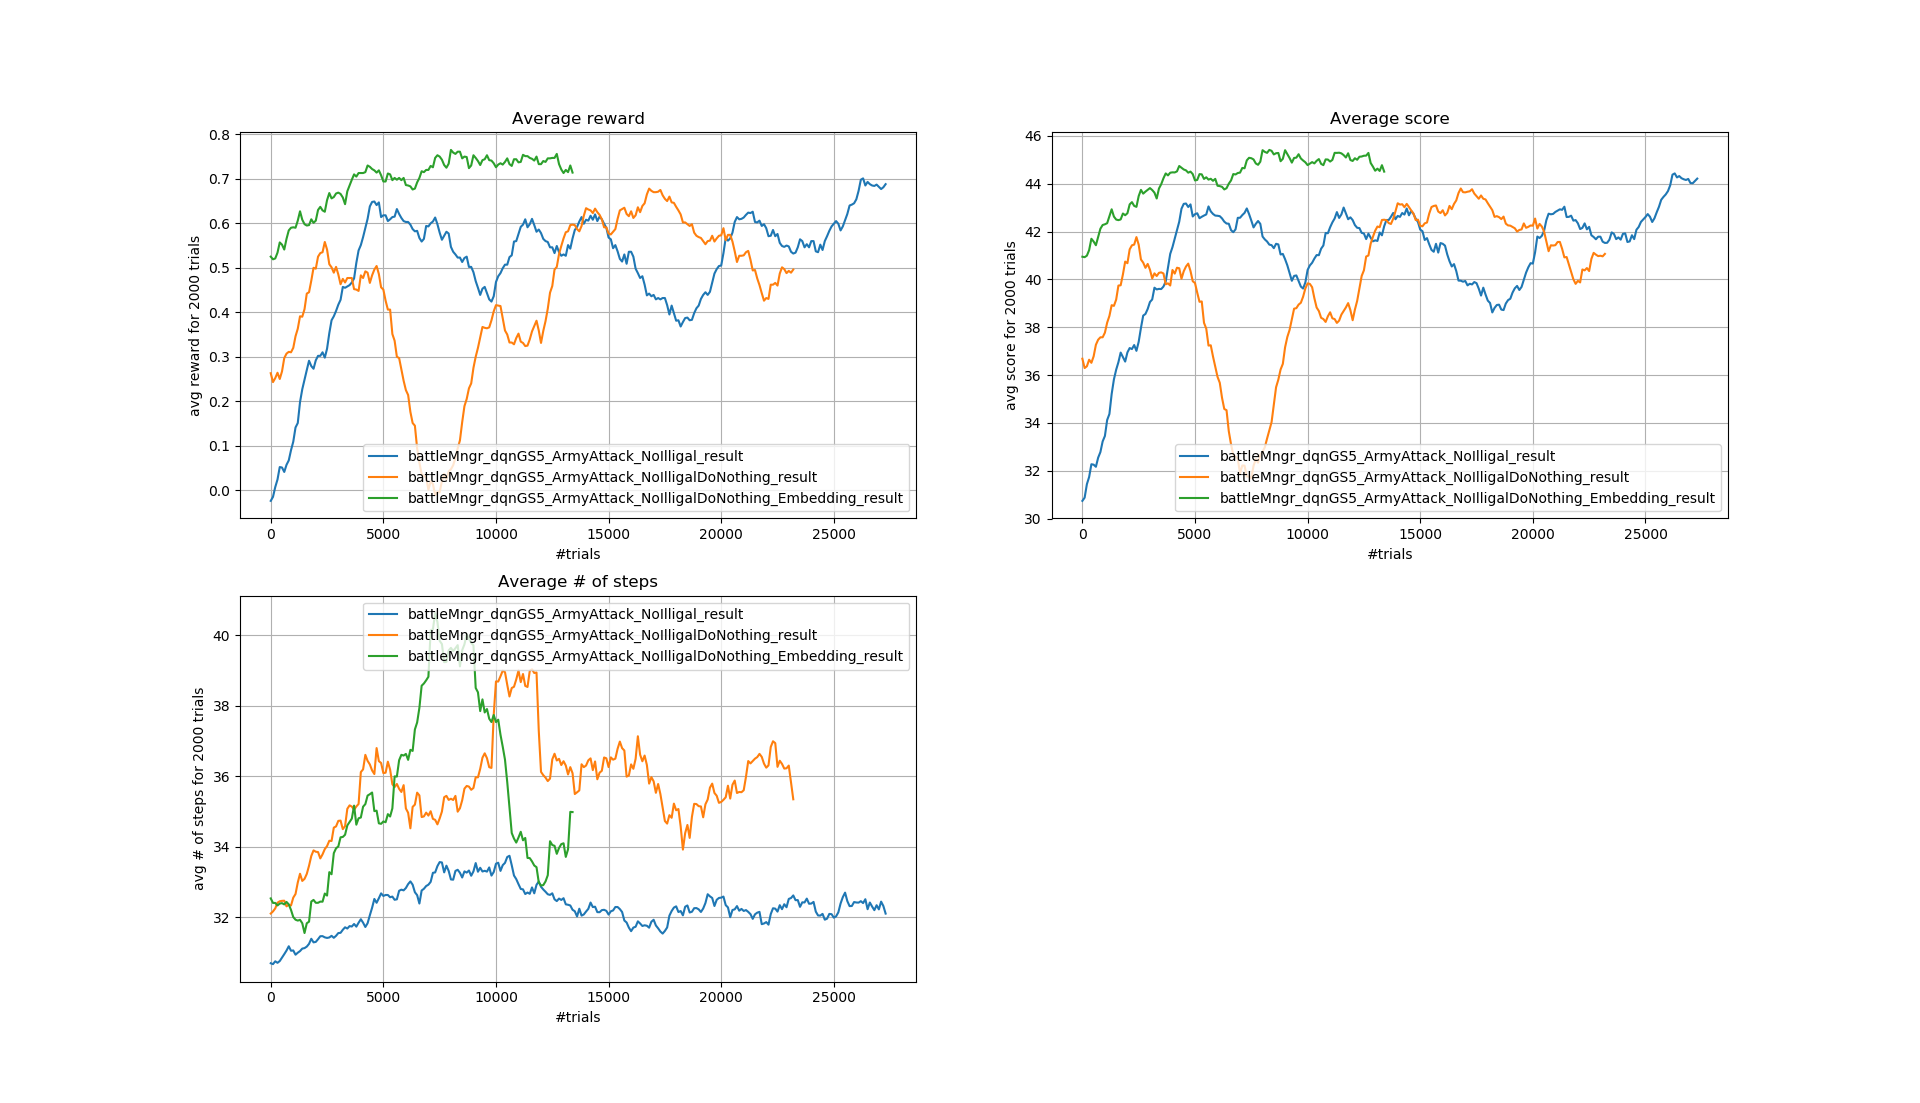 Average reward
avg reward for 2000 trials
0.8
0.7
0.6
0.5
0.4
0.3
0.2
0.1
0.0
battleMngr_dqnGS5_ArmyAttack_NoIlligal_result
battleMngr_dqnGS5_ArmyAttack_NoIlligalDoNothing_result
battleMngr_dqnGS5_ArmyAttack_NoIlligalDoNothing_Embedding_result
0 5000 10000 15000 20000 25000
#trials
Average score
avg score for 2000 trials
46
44
42
40
38
36
34
32
30
battleMngr_dqnGS5_ArmyAttack_NoIlligal_result
battleMngr_dqnGS5_ArmyAttack_NoIlligalDoNothing_result
battleMngr_dqnGS5_ArmyAttack_NoIlligalDoNothing_Embedding_result
0 5000 10000 15000 20000 25000
#trials
Average # of steps
avg # of steps for 2000 trials
40
38
36
34
32
battleMngr_dqnGS5_ArmyAttack_NoIlligal_result
battleMngr_dqnGS5_ArmyAttack_NoIlligalDoNothing_result
battleMngr_dqnGS5_ArmyAttack_NoIlligalDoNothing_Embedding_result
0 5000 10000 15000 20000 25000
#trials